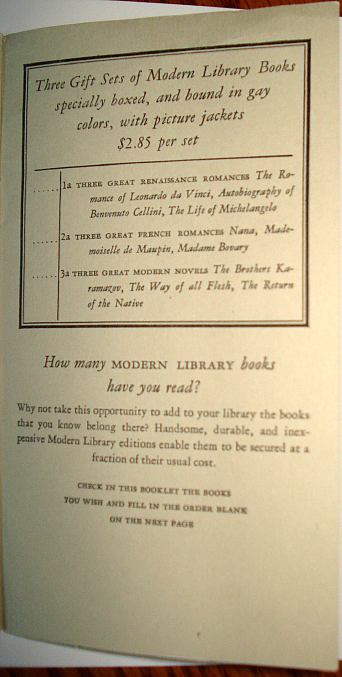 Three Gift Sets of Modern Library Books
specially boxed, and bound in gay
colors, with picture jackets
$2.85 per set
......1a THREE GREAT RENAISSANCE ROMANCES The Ro-
mance of Leonardo da Vinci, Autobiography of
Benvenuto Cellini, The Life of Michelangelo
......2a THREE GREAT FRENCH ROMANCES Nana, Made-
moiselle de Maupin, Madame Bovary
......3a THREE GREAT MODERN NOVELS The Brothers Ka-
ramazov, The Way of all Flesh, The Return
of the Native
How many MODERN LIBRARY books
have you read?
Why not take this opportunity to add to your library the books
that you know belong there? Handsome, durable, and inex-
pensive Modern Library editions enable them to be secured at a
fraction of their usual cost.
CHECK IN THIS BOOKLET THE BOOKS
YOU WISH AND FILL IN THE ORDER BLANK
ON THE NEXT PAGE